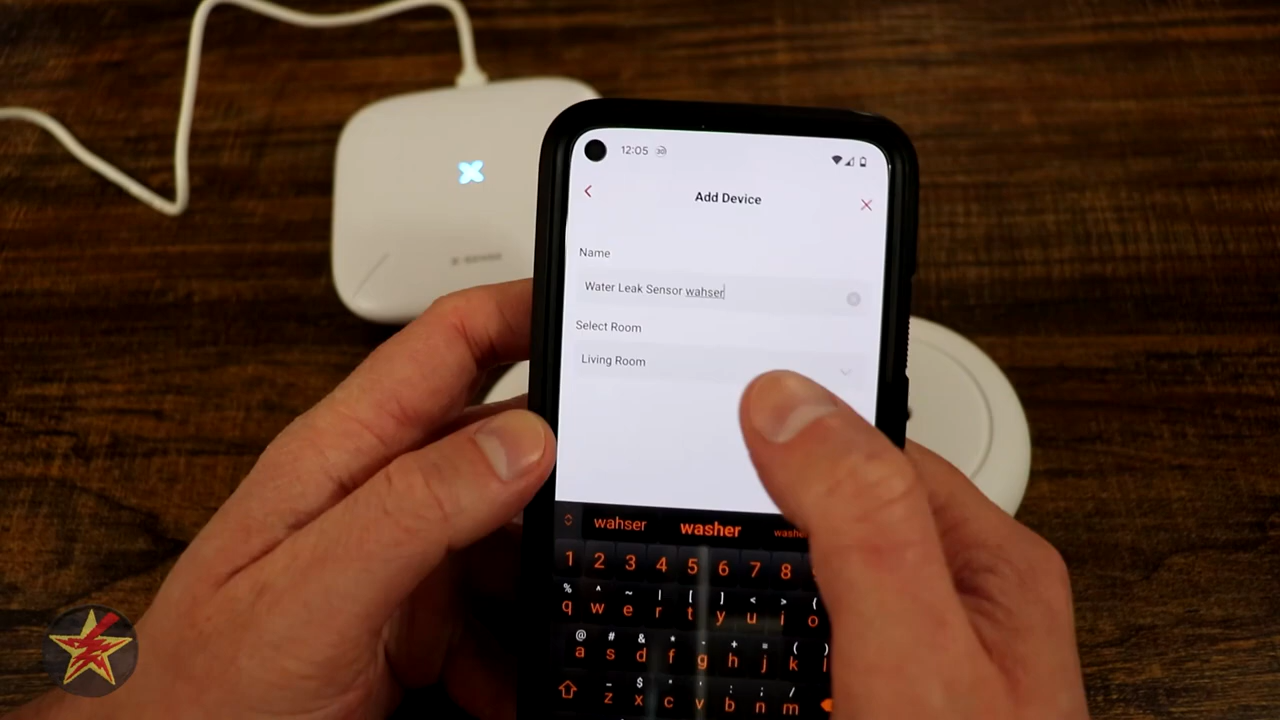 12:05
Add Device
Name
Water Leak Sensor wahser
Select Room
Living Room
wahser washer
1 2 3 4 5 6 7 8
% ^ ~ | [ ] < > {
q w e r t y u i o
@ # & * - + = ( )
a s d f g h j k l
- $ " ' : ; /
z x c v b n m